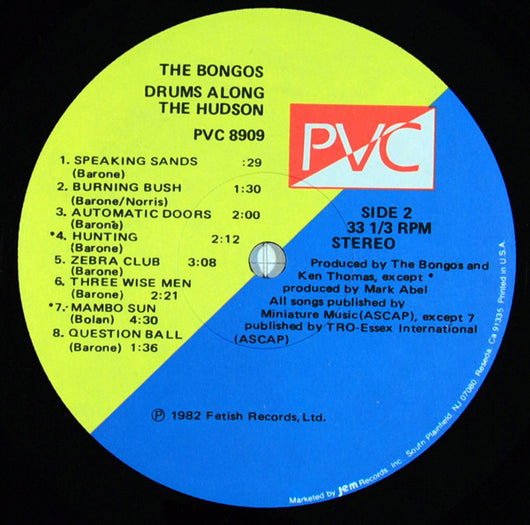 THE BONGOS
DRUMS ALONG
THE HUDSON
PVC 8909
PVC
1. SPEAKING SANDS :29
(Barone)
2. BURNING BUSH 1:30
(Barone/Norris)
3. AUTOMATIC DOORS 2:00
(Barone)
*4. HUNTING 2:12
(Barone)
5. ZEBRA CLUB 3:08
(Barone)
6. THREE WISE MEN
(Barone) 2:21
*7. MAMBO SUN
(Bolan) 4:30
8. QUESTION BALL
(Barone) 1:36
SIDE 2
33 1/3 RPM
STEREO
Produced by The Bongos and
Ken Thomas, except *
produced by Mark Abel
All songs published by
Miniature Music(ASCAP), except 7
published by TRO-Essex International
(ASCAP)
Ⓟ 1982 Fetish Records, Ltd.
Marketed by Jem Records Inc. South Plainfield NJ 07080 Reseda Ca 91335 Printed in U.S.A.